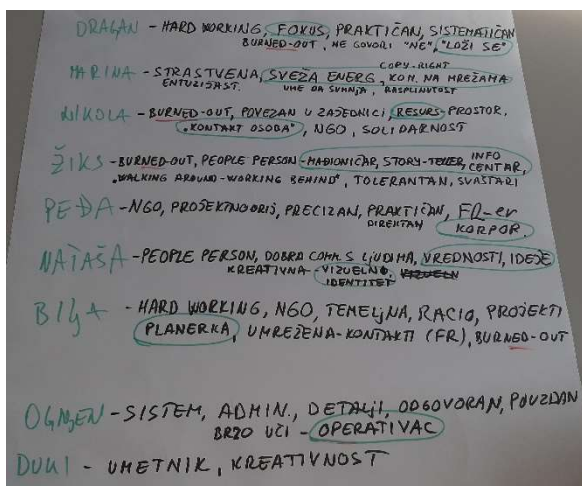 DRAGAN - HARD WORKING, FOKUS, PRAKTIČAN, SISTEMATIČAN
BURNED-OUT, NE GOVORI "NE", "LOŽI SE"
COPY-RIGHT
MARINA - STRASTVENA, SVEŽA ENERG, KOM. NA MREŽAMA
ENTUZIJAST. UME DA SUMNJA, RASPLINUTOST
NIKOLA - BURNED-OUT, POVEZAN U ZAJEDNICI, RESURS-PROSTOR,
"KONTAKT OSOBA", NGO, SOLIDARNOST
ŽIKS - BURNED-OUT, PEOPLE PERSON - MAĐIONIČAR, STORY-TELER, INFO
CENTAR,
"WALKING AROUND-WORKING BEHIND", TOLERANTAN, SVAŠTARI
PEĐA - NGO, PROJEKTNO, PRECIZAN, PRAKTIČAN, FR-er
DIREKTAN KORPOR.
NATAŠA - PEOPLE PERSON, DOBRA COMM. S LJUDIMA, VREDNOSTI, IDEJE
KREATIVNA - VIZUELNO,
IDENTITET
BILJA - HARD WORKING, NGO, TEMELJNA, RACIO, PROJEKTI
PLANERKA, UMREŽENA-KONTAKTI (FR), BURNED-OUT
OGNJEN - SISTEM, ADMIN., DETALJI, ODGOVORAN, POUZDAN
BRZO UČI - OPERATIVAC
DUKI - UMETNIK, KREATIVNOST